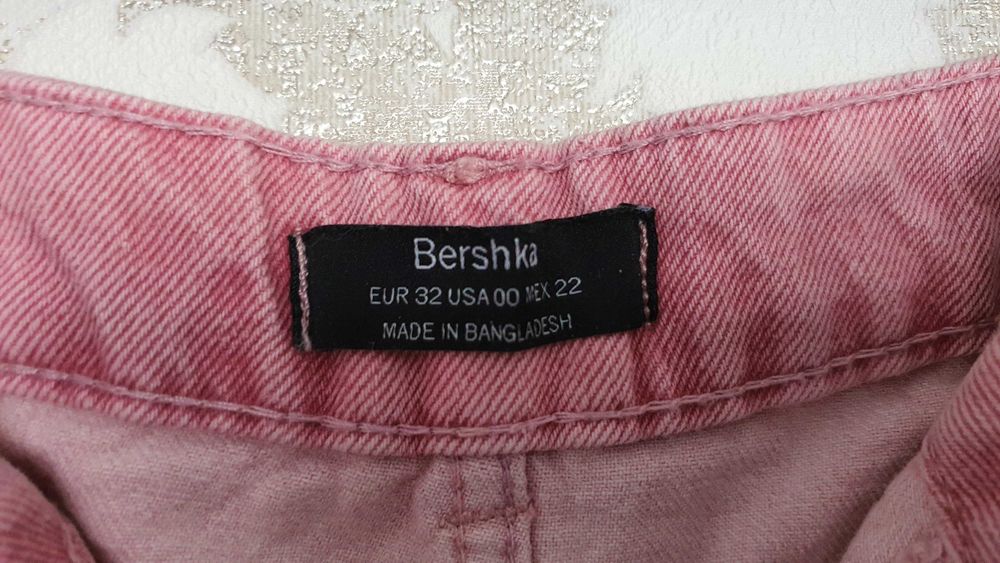 Bershka
EUR 32 USA 00 MEX 22
MADE IN BANGLADESH